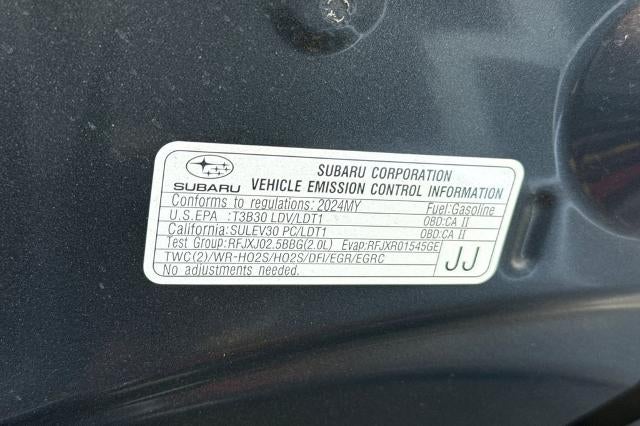 SUBARU CORPORATION
SUBARU VEHICLE EMISSION CONTROL INFORMATION
Conforms to regulations: 2024MY Fuel:Gasoline
U.S.EPA :T3B30 LDV/LDT1 OBD:CA II
California:SULEV30 PC/LDT1 OBD:CA II
Test Group:RFJXJ02.5BBG(2.0L) Evap:RFJXR01545GE
TWC(2)/WR-HO2S/HO2S/DFI/EGR/EGRC
No adjustments needed.
JJ